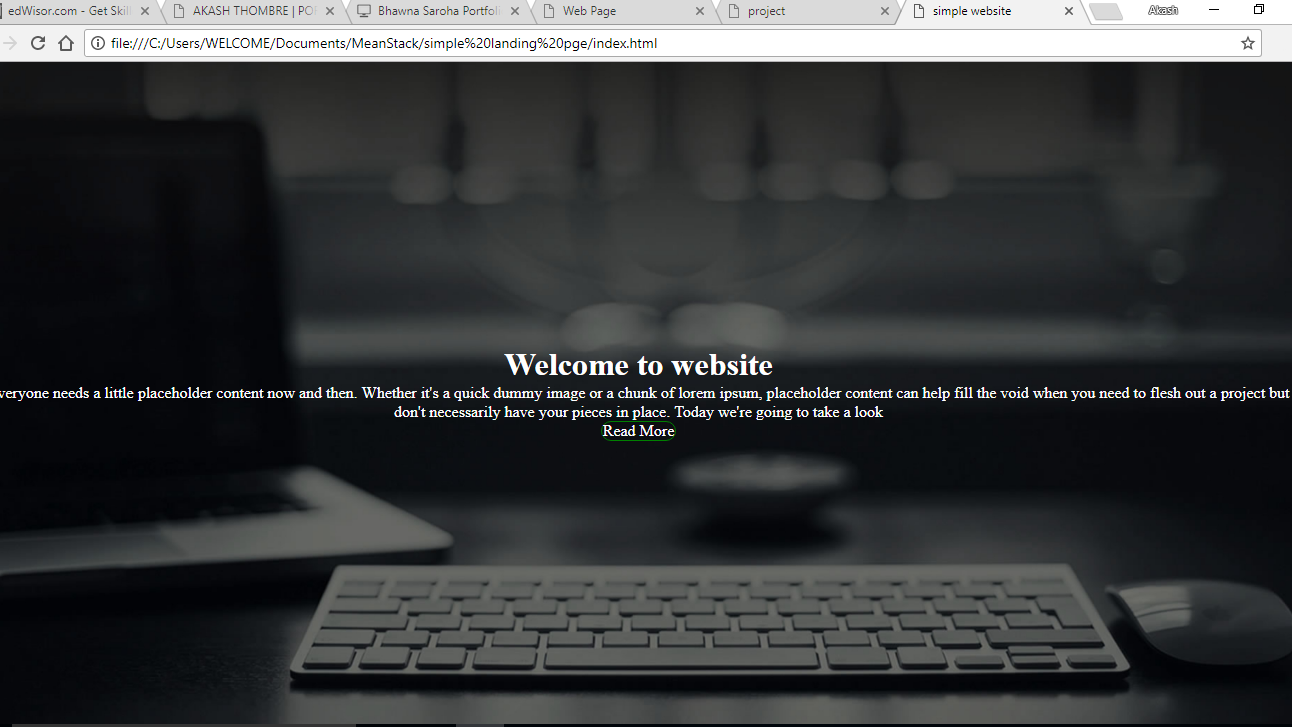 edWisor.com - Get Skil
AKASH THOMBRE | PO
Bhawna Saroha Portfoli
Web Page
project
simple website
Akash
file:///C:/Users/WELCOME/Documents/MeanStack/simple%20landing%20pge/index.html
Welcome to website
veryone needs a little placeholder content now and then. Whether it's a quick dummy image or a chunk of lorem ipsum, placeholder content can help fill the void when you need to flesh out a project but
don't necessarily have your pieces in place. Today we're going to take a look
Read More